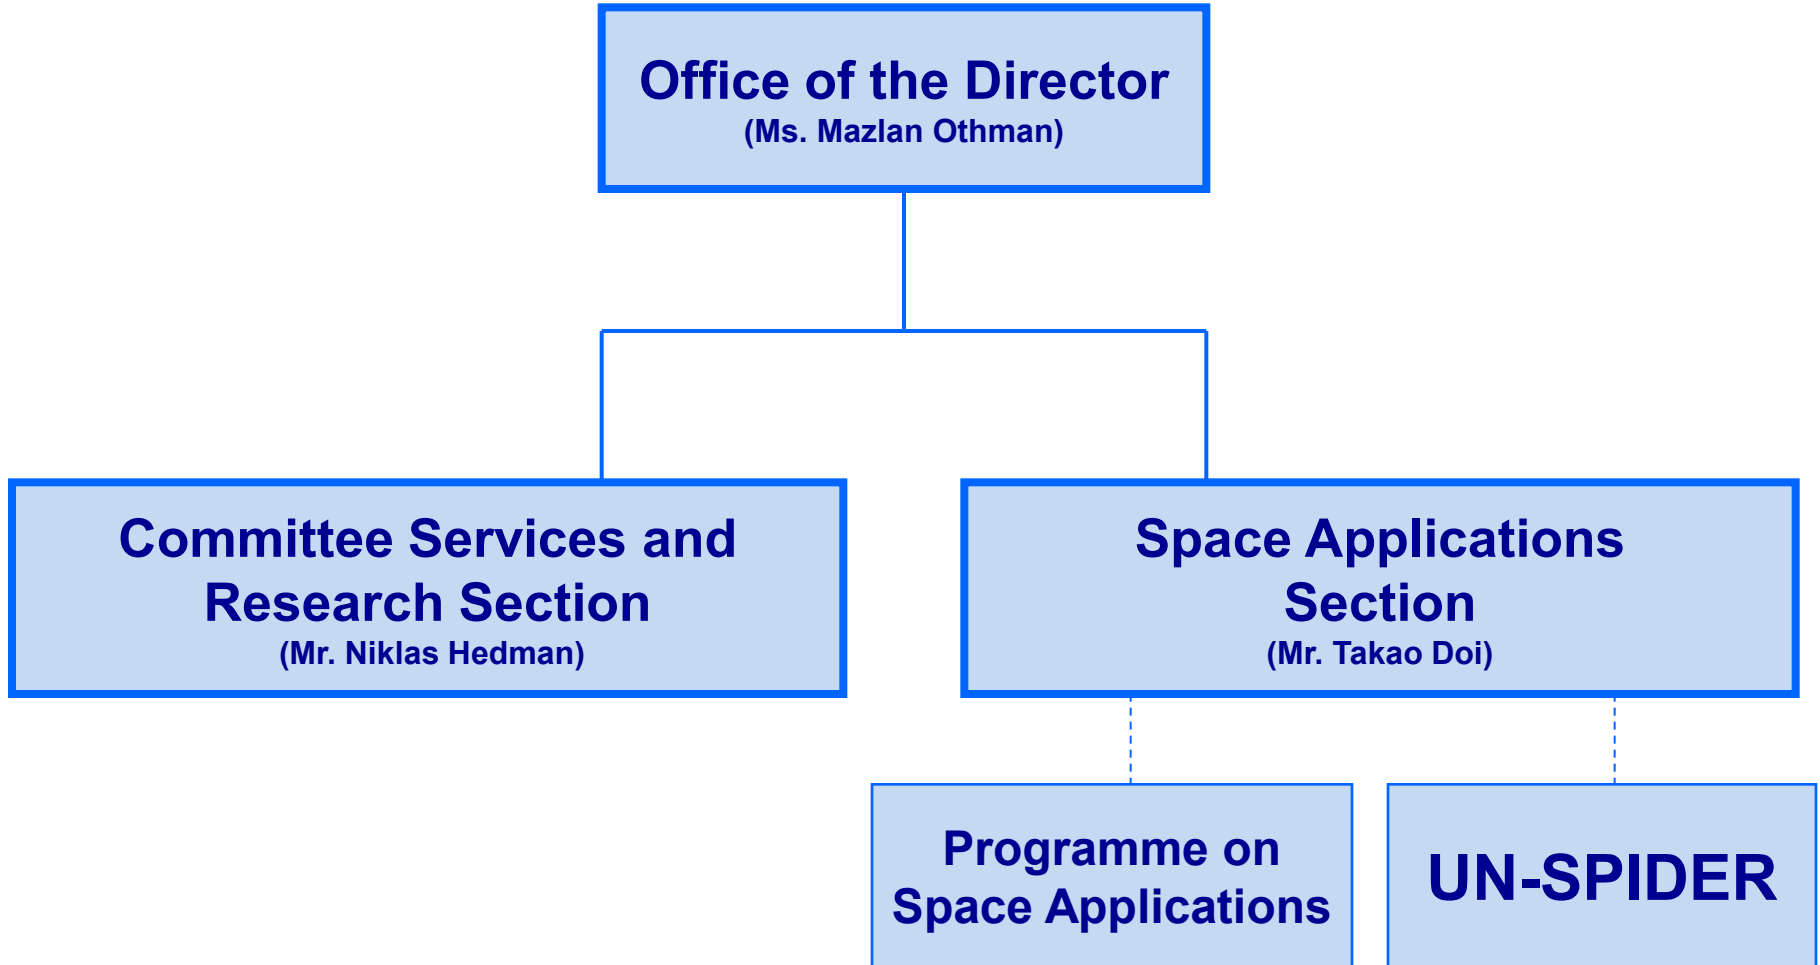 Office of the Director
(Ms. Mazlan Othman)
Committee Services and
Research Section
(Mr. Niklas Hedman)
Space Applications
Section
(Mr. Takao Doi)
Programme on
Space Applications
UN-SPIDER